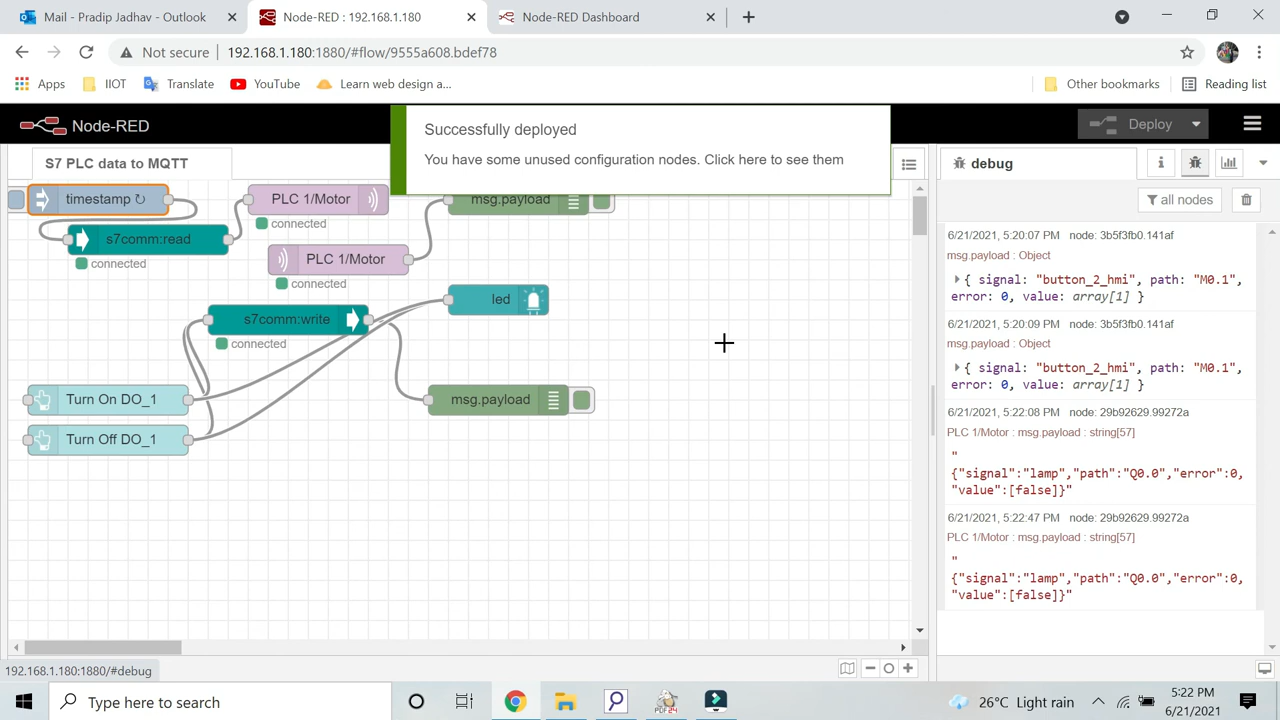 Mail - Pradip Jadhav - Outlook
Node-RED : 192.168.1.180
Node-RED Dashboard
Not secure
192.168.1.180:1880/#flow/9555a608.bdef78
Apps
IIOT
Translate
YouTube
Learn web design a...
Other bookmarks
Reading list
Node-RED
Deploy
Successfully deployed
You have some unused configuration nodes. Click here to see them
S7 PLC data to MQTT
debug
i
all nodes
timestamp ↻
PLC 1/Motor
connected
msg.payload
s7comm:read
connected
PLC 1/Motor
connected
led
s7comm:write
connected
Turn On DO_1
msg.payload
Turn Off DO_1
6/21/2021, 5:20:07 PM node: 3b5f3fb0.141af
msg.payload : Object
{ signal: "button_2_hmi", path: "M0.1",
error: 0, value: array[1] }
6/21/2021, 5:20:09 PM node: 3b5f3fb0.141af
msg.payload : Object
{ signal: "button_2_hmi", path: "M0.1",
error: 0, value: array[1] }
6/21/2021, 5:22:08 PM node: 29b92629.99272a
PLC 1/Motor : msg.payload : string[57]
"
{"signal":"lamp","path":"Q0.0","error":0,
"value":[false]}"
6/21/2021, 5:22:47 PM node: 29b92629.99272a
PLC 1/Motor : msg.payload : string[57]
"
{"signal":"lamp","path":"Q0.0","error":0,
"value":[false]}"
192.168.1.180:1880/#debug
Type here to search
PDF24
26°C Light rain
5:22 PM
6/21/2021